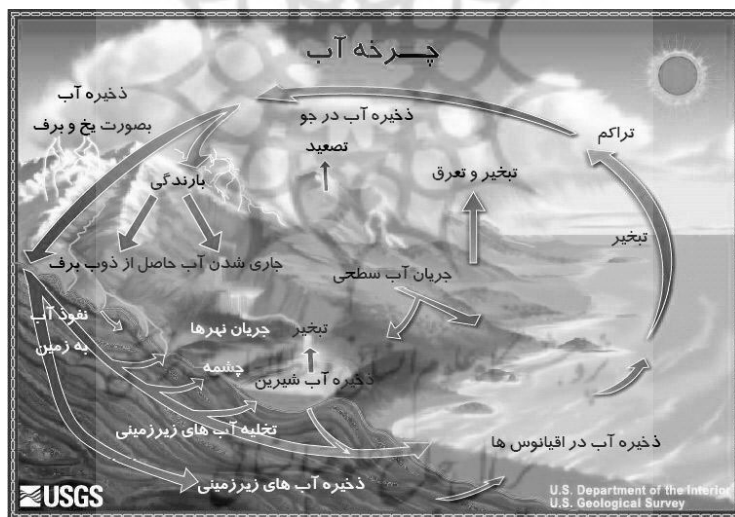 چرخه آب
ذخیره آب
بصورت یخ و برف
ذخیره آب در جو
تراکم
تصعید
تبخیر و تعرق
بارندگی
تبخیر
جاری شدن آب حاصل از ذوب برف
جریان آب سطحی
نفوذ آب
به زمین
جریان نهرها
تبخیر
چشمه
ذخیره آب شیرین
تخلیه آب های زیرزمینی
ذخیره آب در اقیانوس ها
ذخیره آب های زیرزمینی
USGS
U.S. Department of the Interior
U.S. Geological Survey